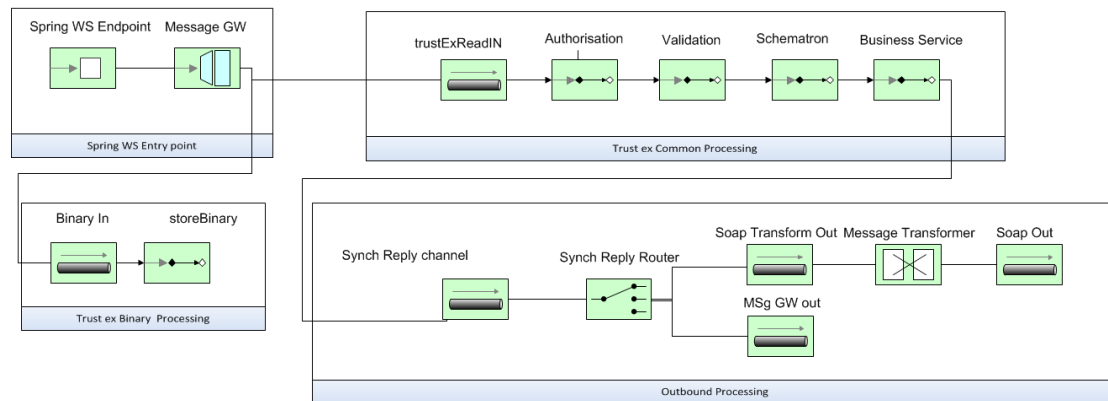 Spring WS Endpoint
Message GW
Spring WS Entry point
trustExReadIN
Authorisation
Validation
Schematron
Business Service
Trust ex Common Processing
Binary In
storeBinary
Trust ex Binary Processing
Synch Reply channel
Synch Reply Router
Soap Transform Out
Message Transformer
Soap Out
MSg GW out
Outbound Processing